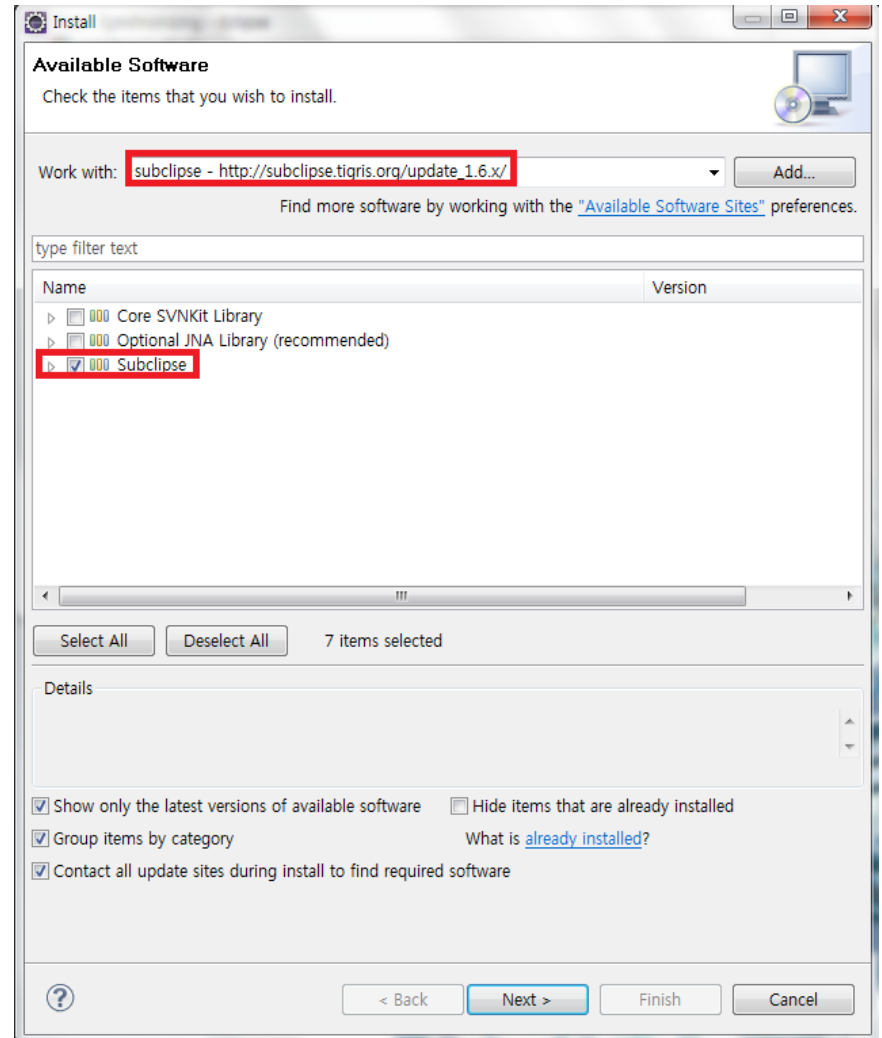 Install
Available Software
Check the items that you wish to install.
Work with: subclipse - http://subclipse.tigris.org/update_1.6.x/ Add...
Find more software by working with the "Available Software Sites" preferences.
type filter text
Name Version
Core SVNKit Library
Optional JNA Library (recommended)
Subclipse
Select All Deselect All 7 items selected
Details
Show only the latest versions of available software Hide items that are already installed
Group items by category What is already installed?
Contact all update sites during install to find required software
< Back Next > Finish Cancel